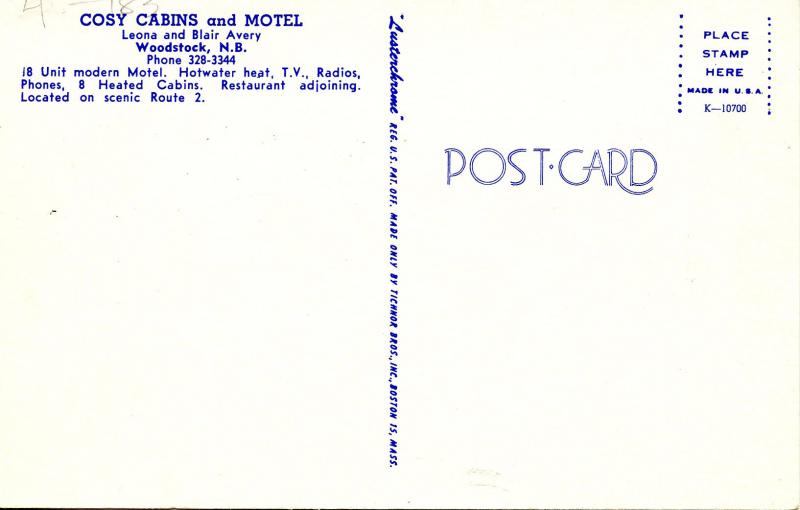 COSY CABINS and MOTEL
Leona and Blair Avery
Woodstock, N.B.
Phone 328-3344
18 Unit modern Motel. Hotwater heat, T.V., Radios,
Phones, 8 Heated Cabins. Restaurant adjoining.
Located on scenic Route 2.
"Lusterchrome" REG. U.S. PAT. OFF. MADE ONLY BY TICHNOR BROS., INC., BOSTON 15, MASS.
PLACE
STAMP
HERE
MADE IN U.S.A.
K—10700
POST·CARD